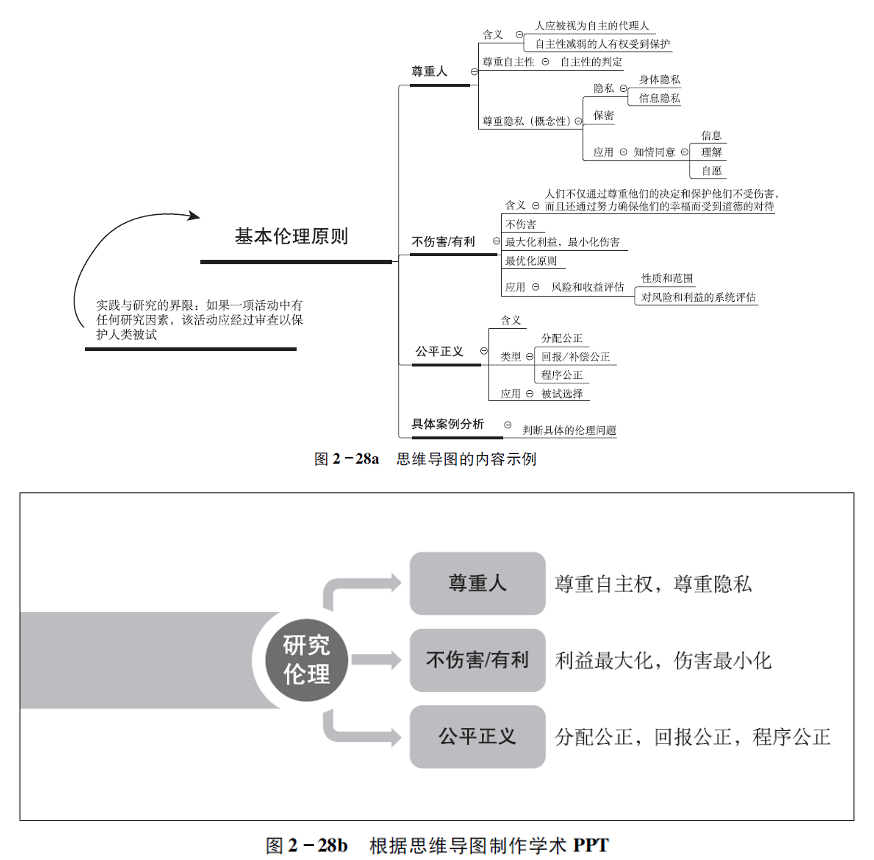 人应被视为自主的代理人
含义
自主性减弱的人有权受到保护
尊重人
尊重自主性
自主性的判定
身体隐私
隐私
信息隐私
保密
尊重隐私（概念性）
信息
应用
知情同意
理解
自愿
基本伦理原则
人们不仅通过尊重他们的决定和保护他们不受伤害，
含义
而且还通过努力确保他们的幸福而受到道德的对待
不伤害
不伤害/有利
最大化利益，最小化伤害
最优化原则
性质和范围
应用
风险和收益评估
对风险和利益的系统评估
实践与研究的界限：如果一项活动中有
任何研究因素，该活动应经过审查以保
护人类被试
含义
分配公正
公平正义
类型
回报/补偿公正
程序公正
应用
被试选择
具体案例分析
判断具体的伦理问题
图 2-28a 思维导图的内容示例
研究
伦理
尊重人
尊重自主权，尊重隐私
不伤害/有利
利益最大化，伤害最小化
公平正义
分配公正，回报公正，程序公正
图 2-28b 根据思维导图制作学术 PPT